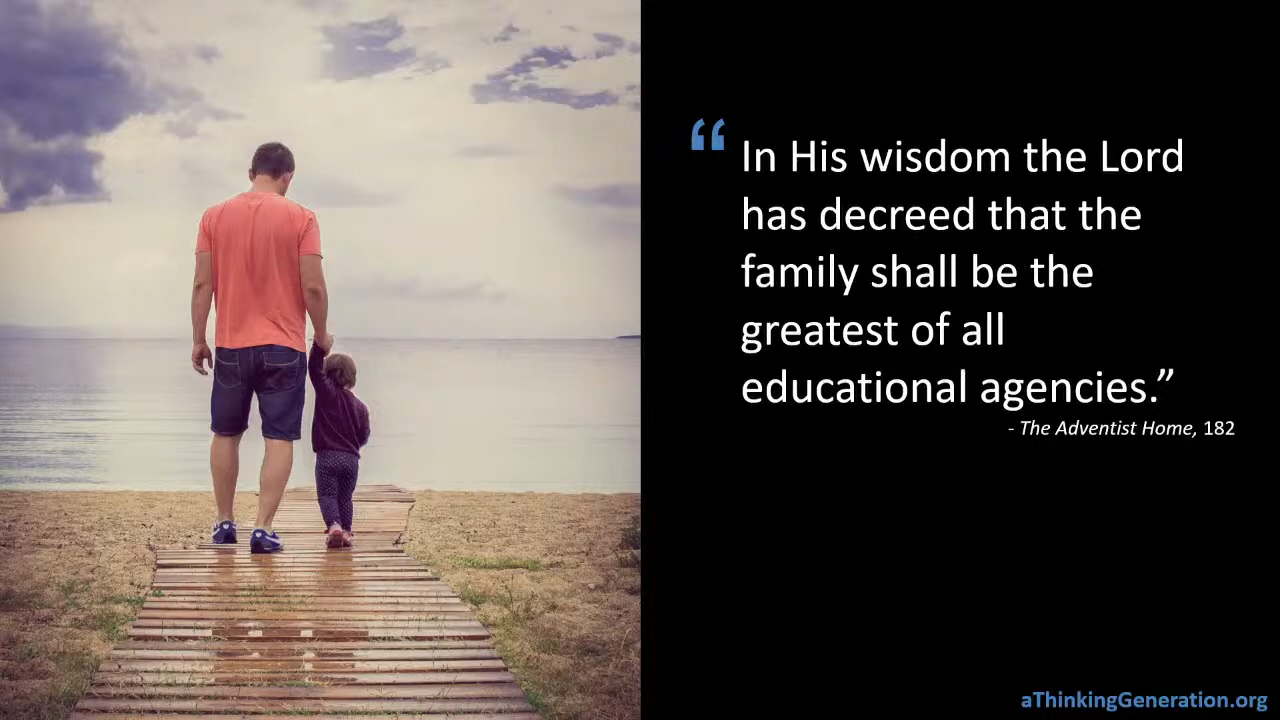 “In His wisdom the Lord
has decreed that the
family shall be the
greatest of all
educational agencies.”
- The Adventist Home, 182
aThinkingGeneration.org